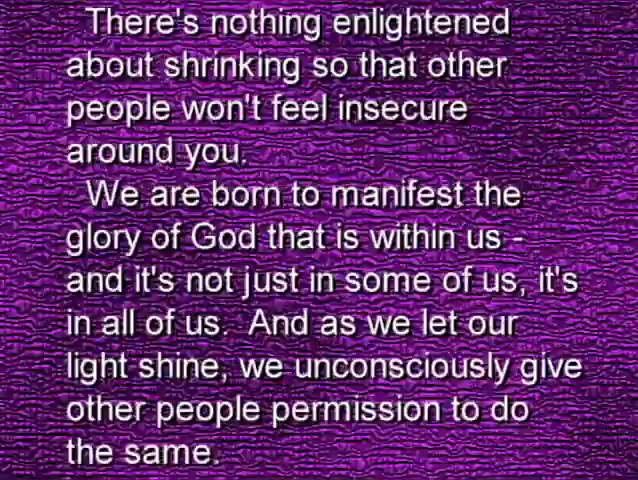 There's nothing enlightened
about shrinking so that other
people won't feel insecure
around you.
We are born to manifest the
glory of God that is within us -
and it's not just in some of us, it's
in all of us. And as we let our
light shine, we unconsciously give
other people permission to do
the same.